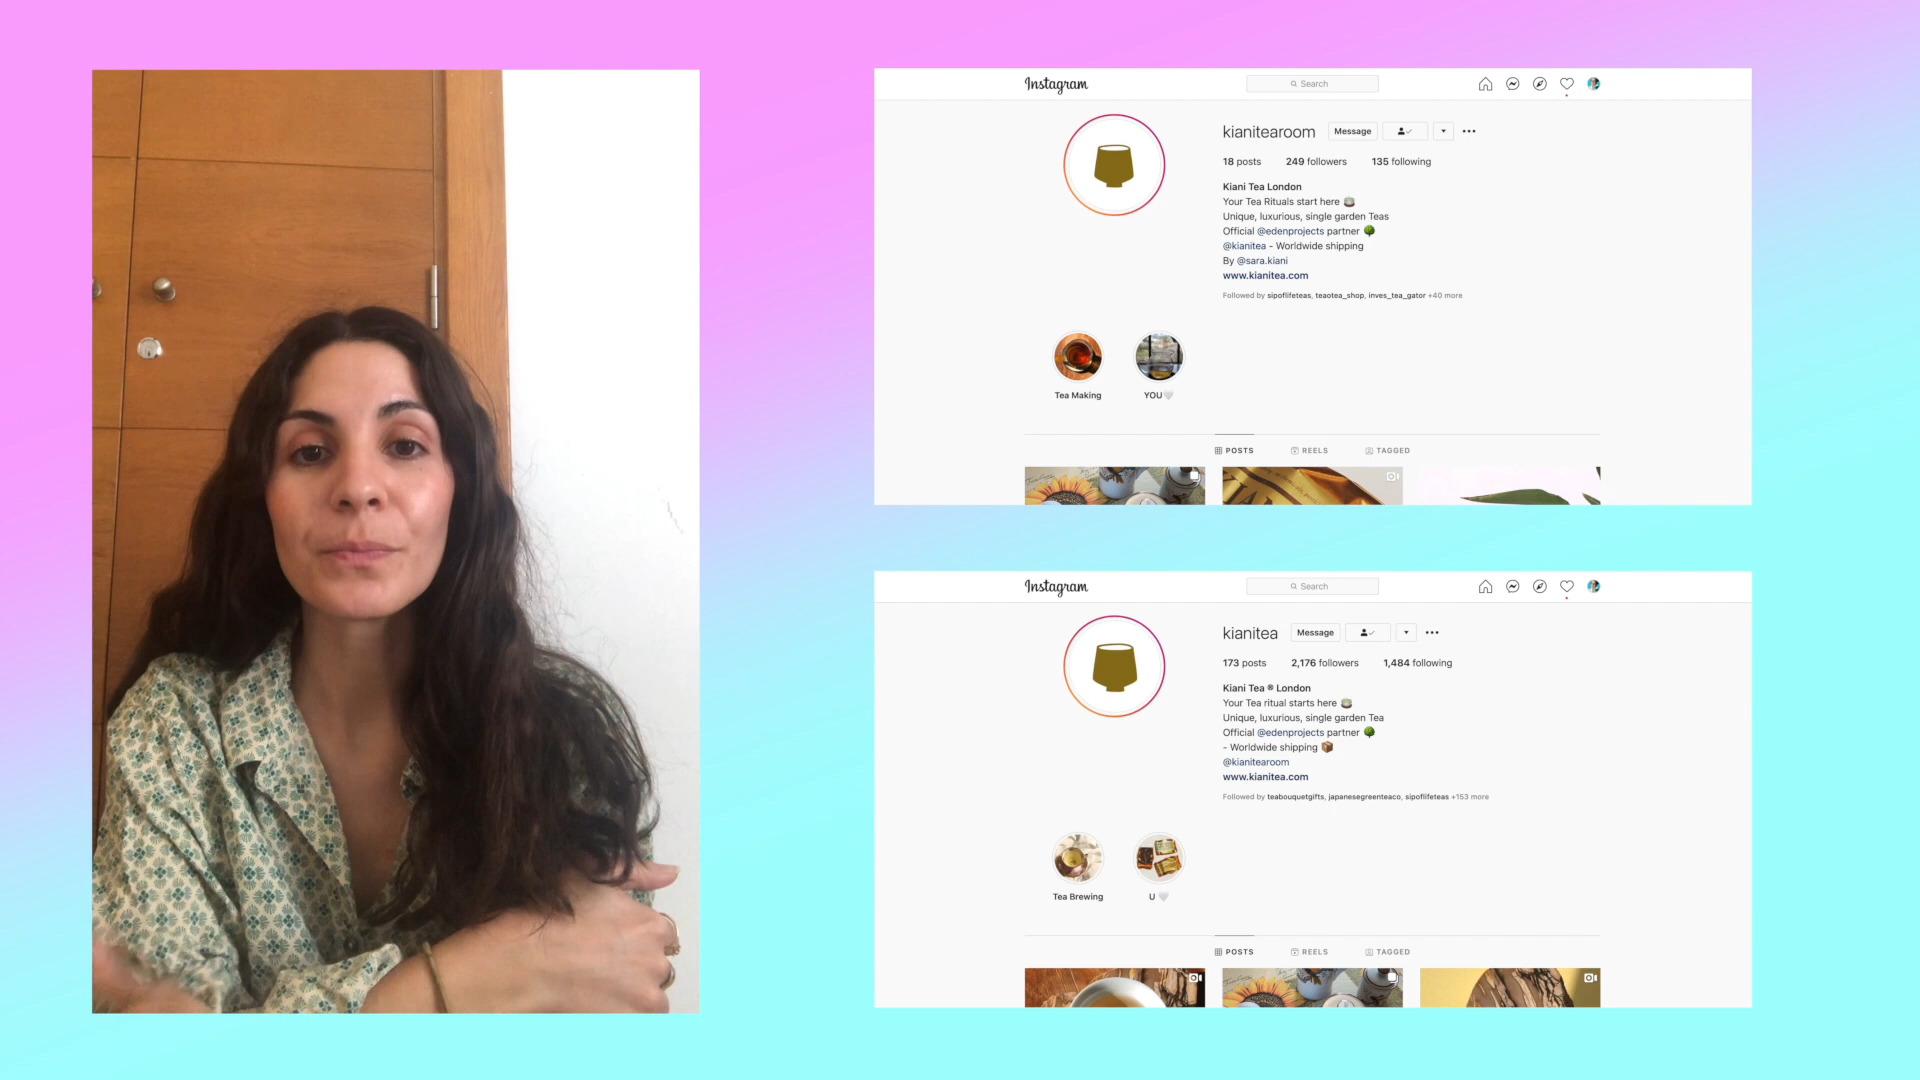 Instagram
Search
kianitearoom Message
18 posts 249 followers 135 following
Kiani Tea London
Your Tea Rituals start here
Unique, luxurious, single garden Teas
Official @edenprojects partner
@kianitea - Worldwide shipping
By @sara.kiani
www.kianitea.com
Followed by sipoflifeteas, teaotea_shop, inves_tea_gator +40 more
Tea Making YOU
POSTS REELS TAGGED
Instagram
Search
kianitea Message
173 posts 2,176 followers 1,484 following
Kiani Tea ® London
Your Tea ritual starts here
Unique, luxurious, single garden Tea
Official @edenprojects partner
- Worldwide shipping
@kianitearoom
www.kianitea.com
Followed by teabouquetgifts, japanesegreenteaco, sipoflifeteas +153 more
Tea Brewing U
POSTS REELS TAGGED